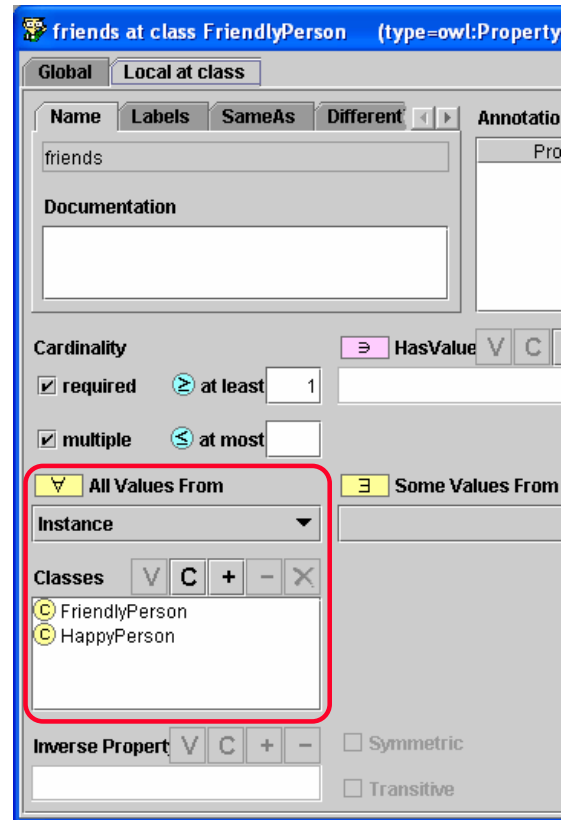 friends at class FriendlyPerson (type=owl:Property
Global Local at class
Name Labels SameAs Different
Annotatio
friends
Pro
Documentation
Cardinality
∋ HasValue V C
required ≥ at least 1
multiple ≤ at most
∀ All Values From
∃ Some Values From
Instance
Classes V C + − ✕
C FriendlyPerson
C HappyPerson
Inverse Propert V C + −
Symmetric
Transitive